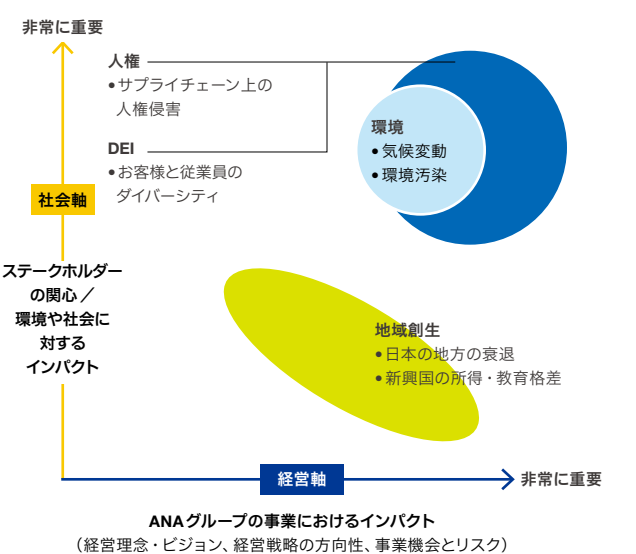 非常に重要
人権
•サプライチェーン上の
人権侵害
DEI
•お客様と従業員の
ダイバーシティ
環境
•気候変動
•環境汚染
社会軸
ステークホルダー
の関心／
環境や社会に
対する
インパクト
地域創生
•日本の地方の衰退
•新興国の所得・教育格差
経営軸
非常に重要
ANAグループの事業におけるインパクト
（経営理念・ビジョン、経営戦略の方向性、事業機会とリスク）